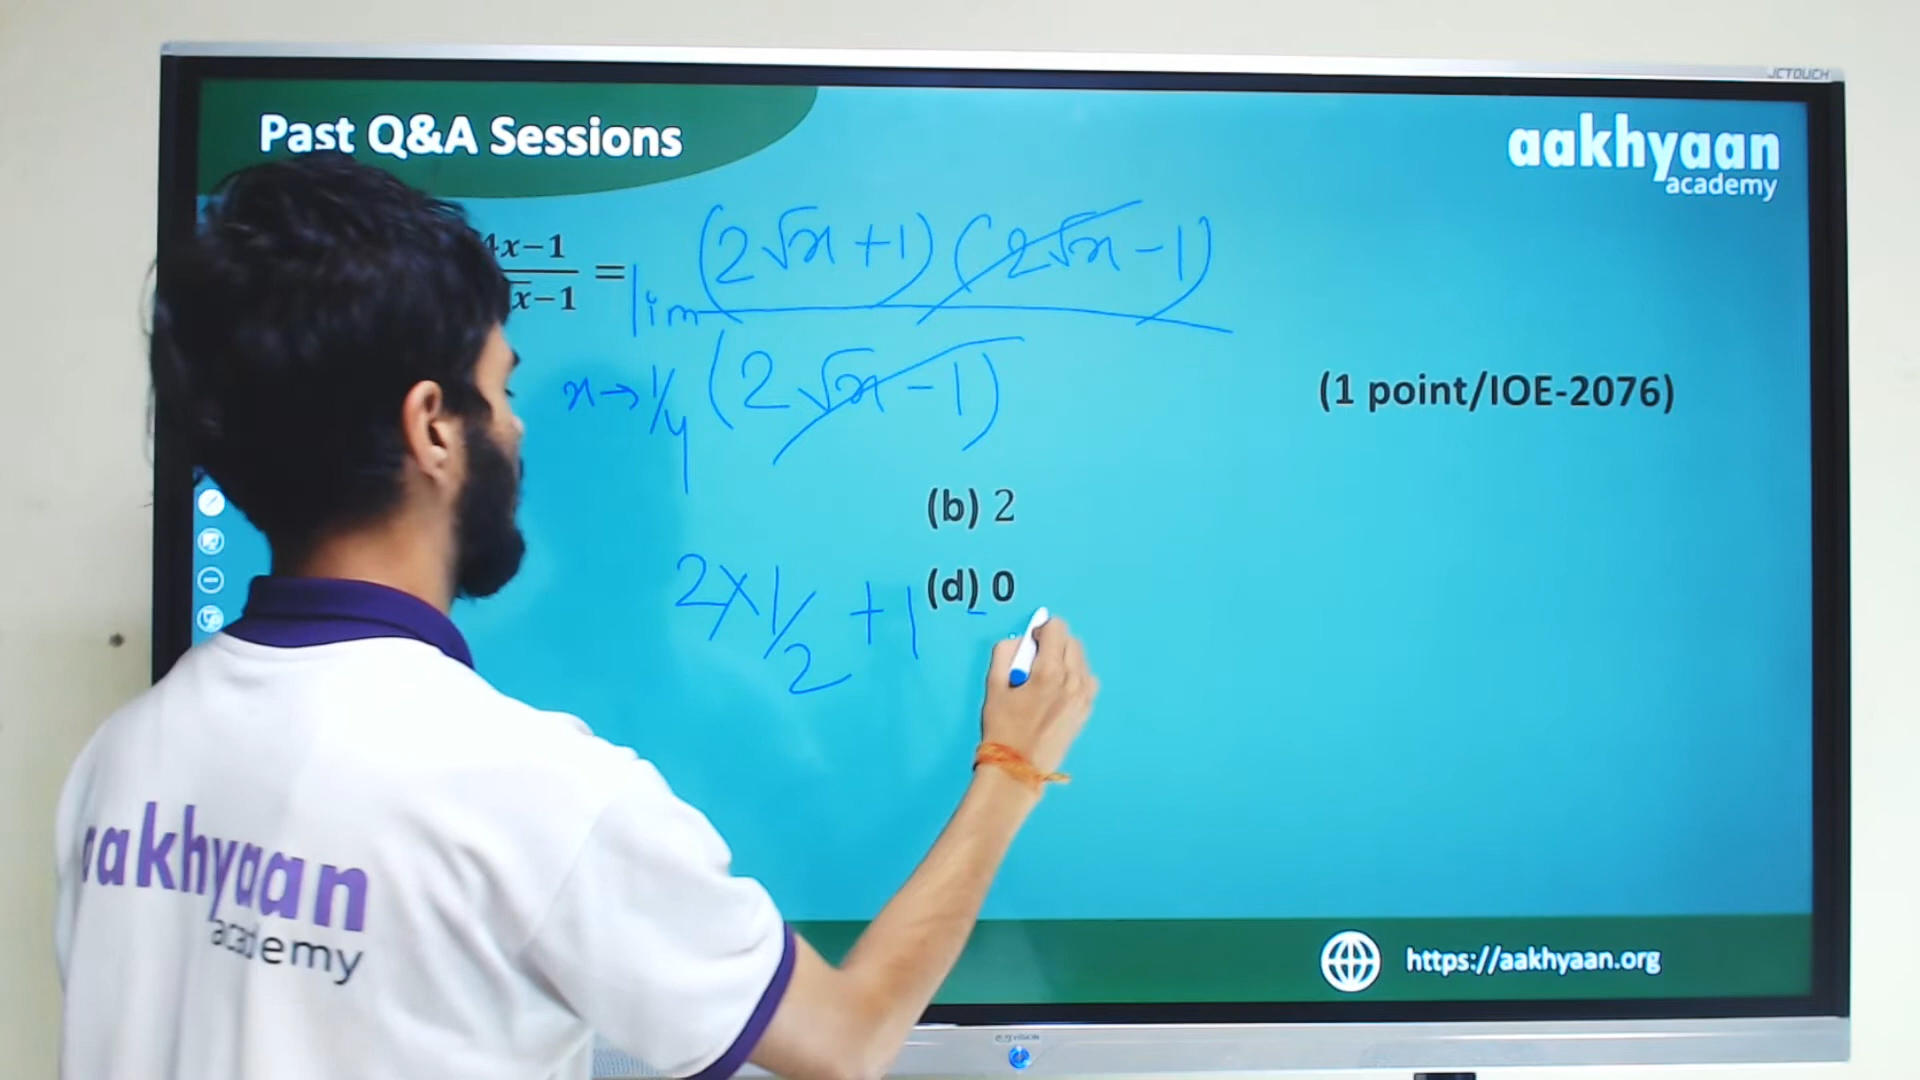 JCTOUCH
Past Q&A Sessions
aakhyaan
academy
4x−1
x−1
=
lim (2√x+1) (2√x−1)
x→1/4 (2√x−1)
(1 point/IOE-2076)
(b) 2
(d) 0
2×1/2 +1
aakhyaan
academy
https://aakhyaan.org